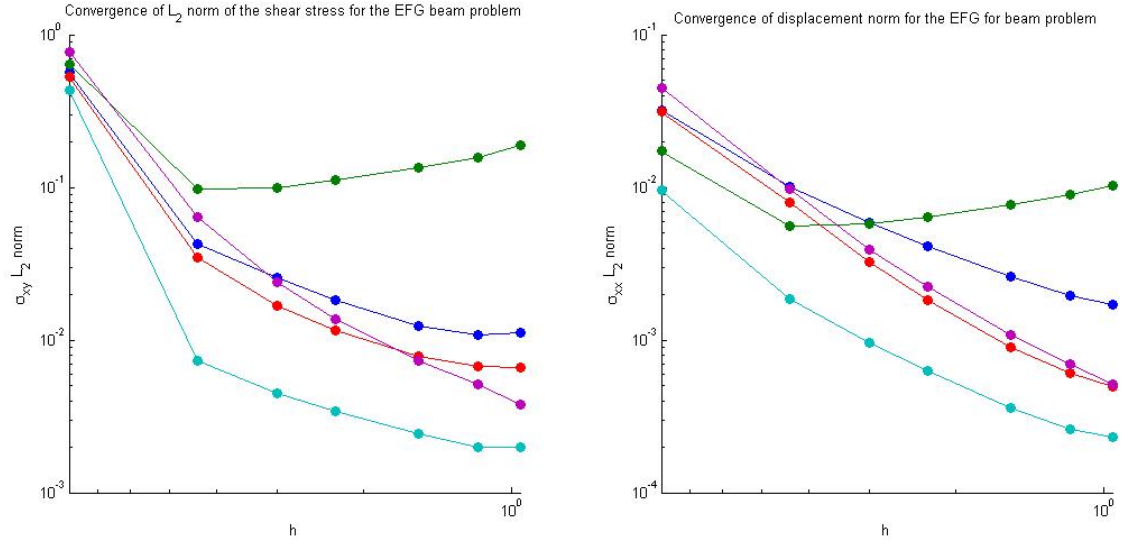 Convergence of L2 norm of the shear stress for the EFG beam problem
10^0
10^-1
10^-2
10^-3
σxy L2 norm
10^0
h
Convergence of displacement norm for the EFG for beam problem
10^-1
10^-2
10^-3
10^-4
σxx L2 norm
10^0
h